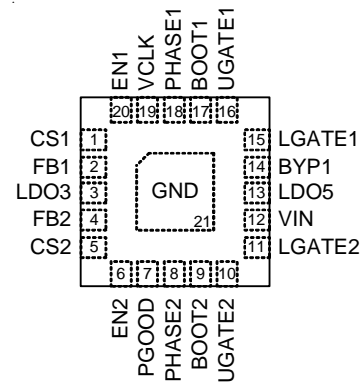 EN1
VCLK
PHASE1
BOOT1
UGATE1
20 19 18 17 16
CS1 1 15 LGATE1
FB1 2 14 BYP1
LDO3 3 GND 13 LDO5
FB2 4 12 VIN
CS2 5 21 11 LGATE2
6 7 8 9 10
EN2
PGOOD
PHASE2
BOOT2
UGATE2